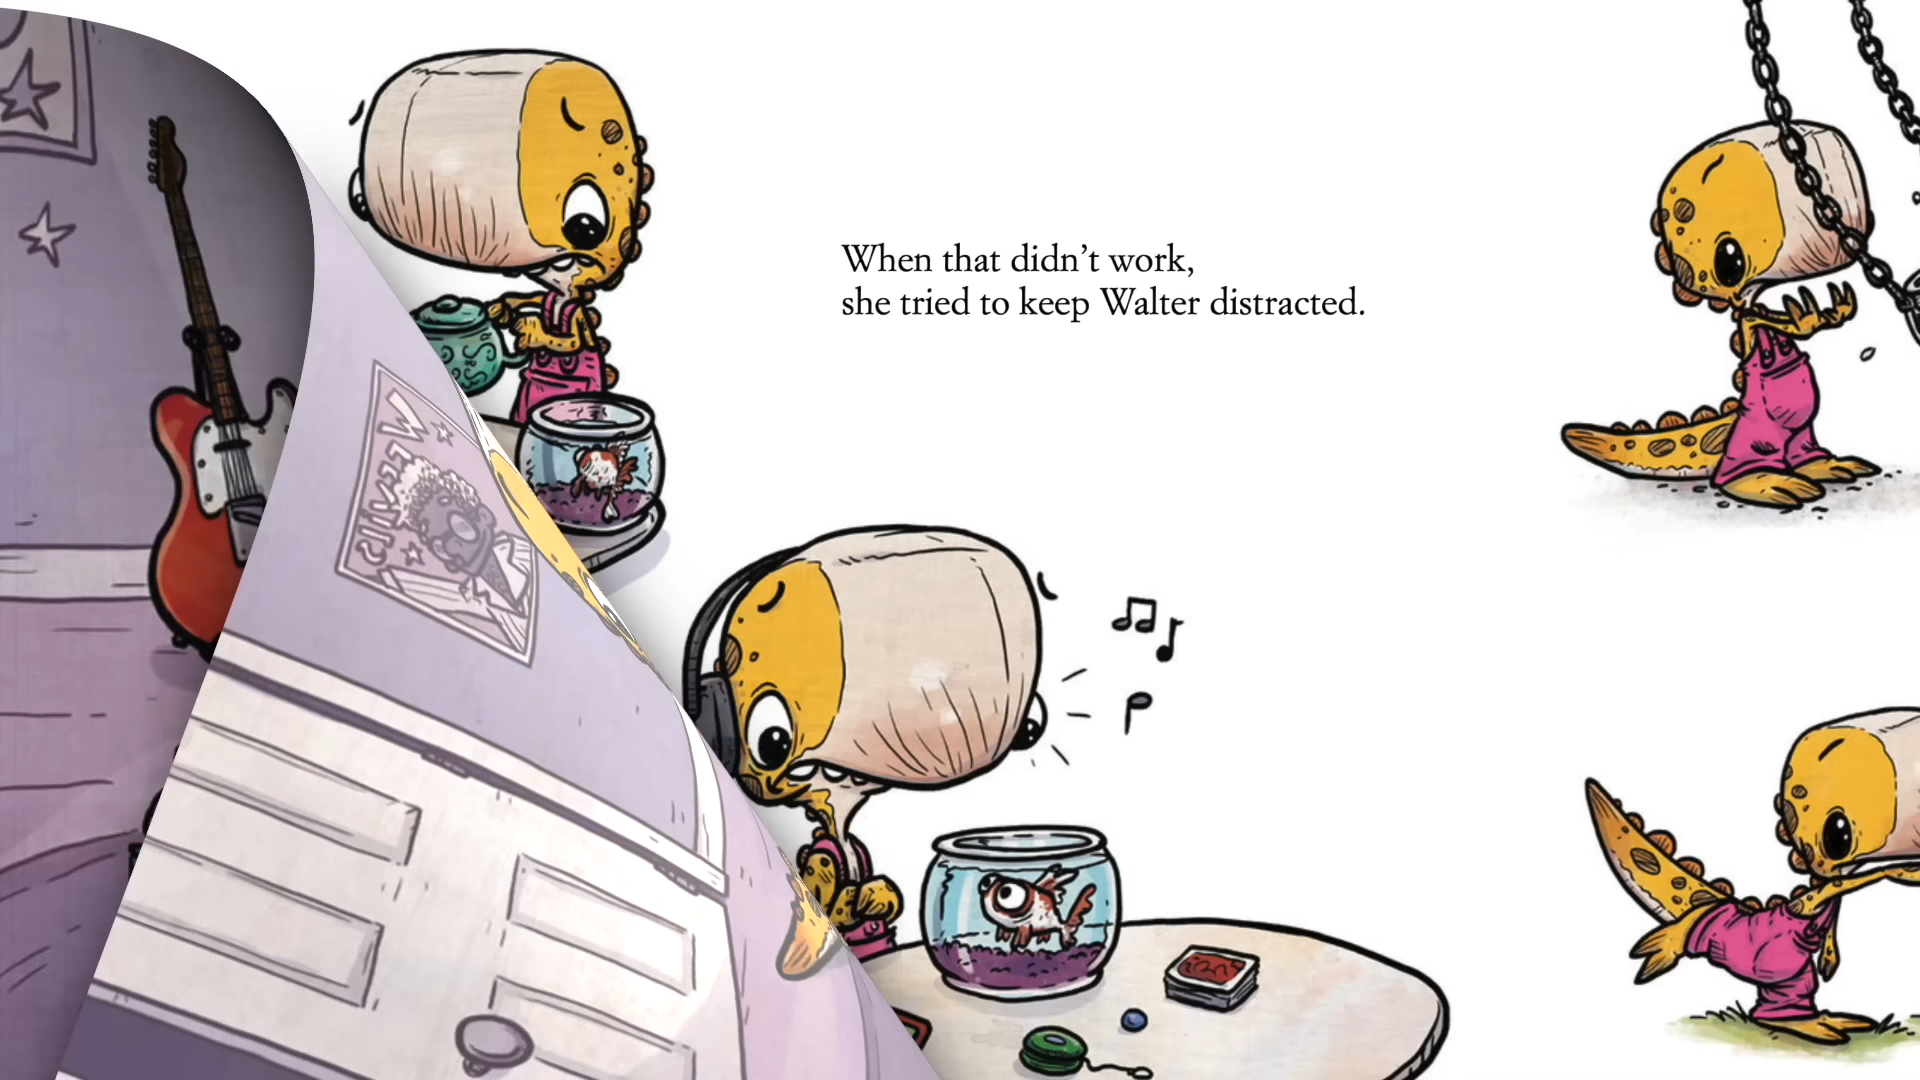 When that didn’t work,
she tried to keep Walter distracted.